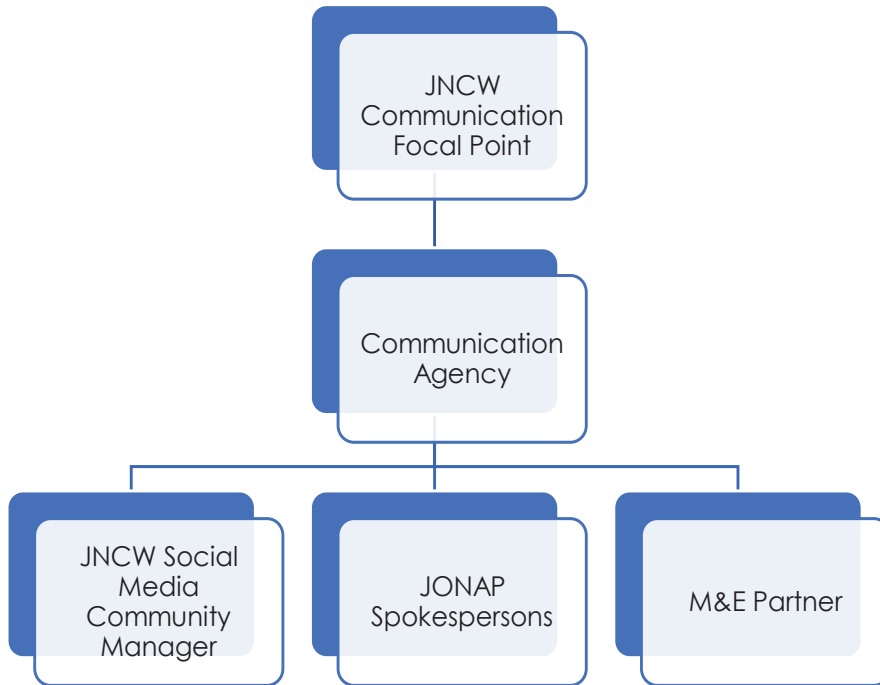 JNCW
Communication
Focal Point
Communication
Agency
JNCW Social
Media
Community
Manager
JONAP
Spokespersons
M&E Partner